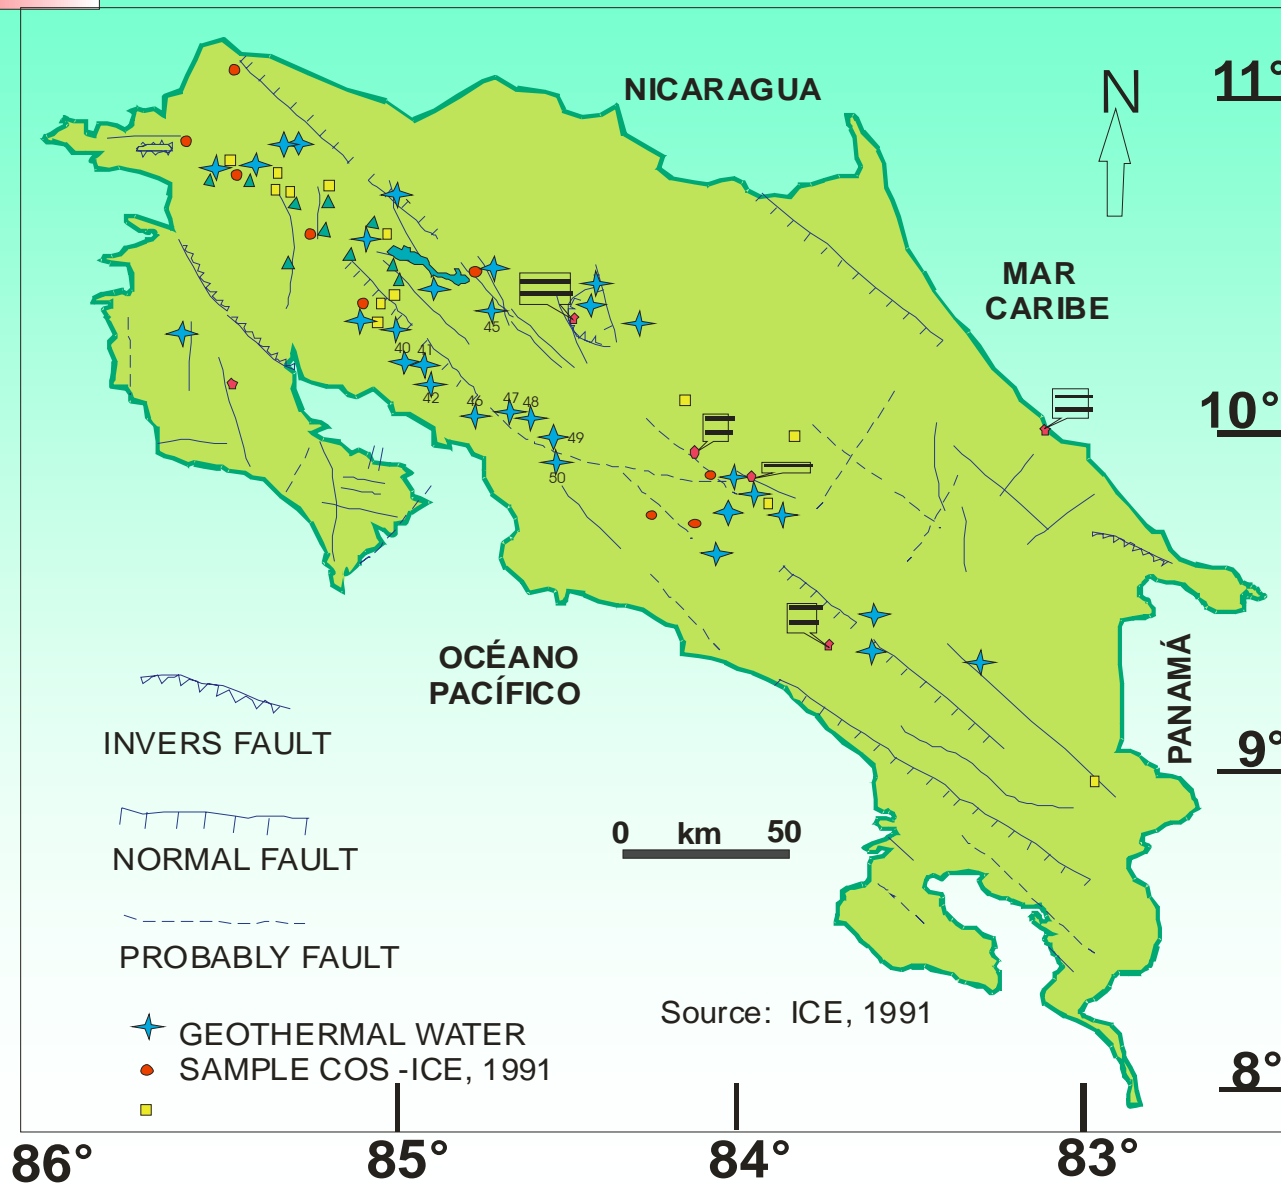 NICARAGUA
N
11°
MAR
CARIBE
45
40 41
42
46 47 48
49
50
10°
OCÉANO
PACÍFICO
PANAMÁ
9°
INVERS FAULT
0 km 50
NORMAL FAULT
PROBABLY FAULT
Source: ICE, 1991
GEOTHERMAL WATER
SAMPLE COS -ICE, 1991
8°
86° 85° 84° 83°